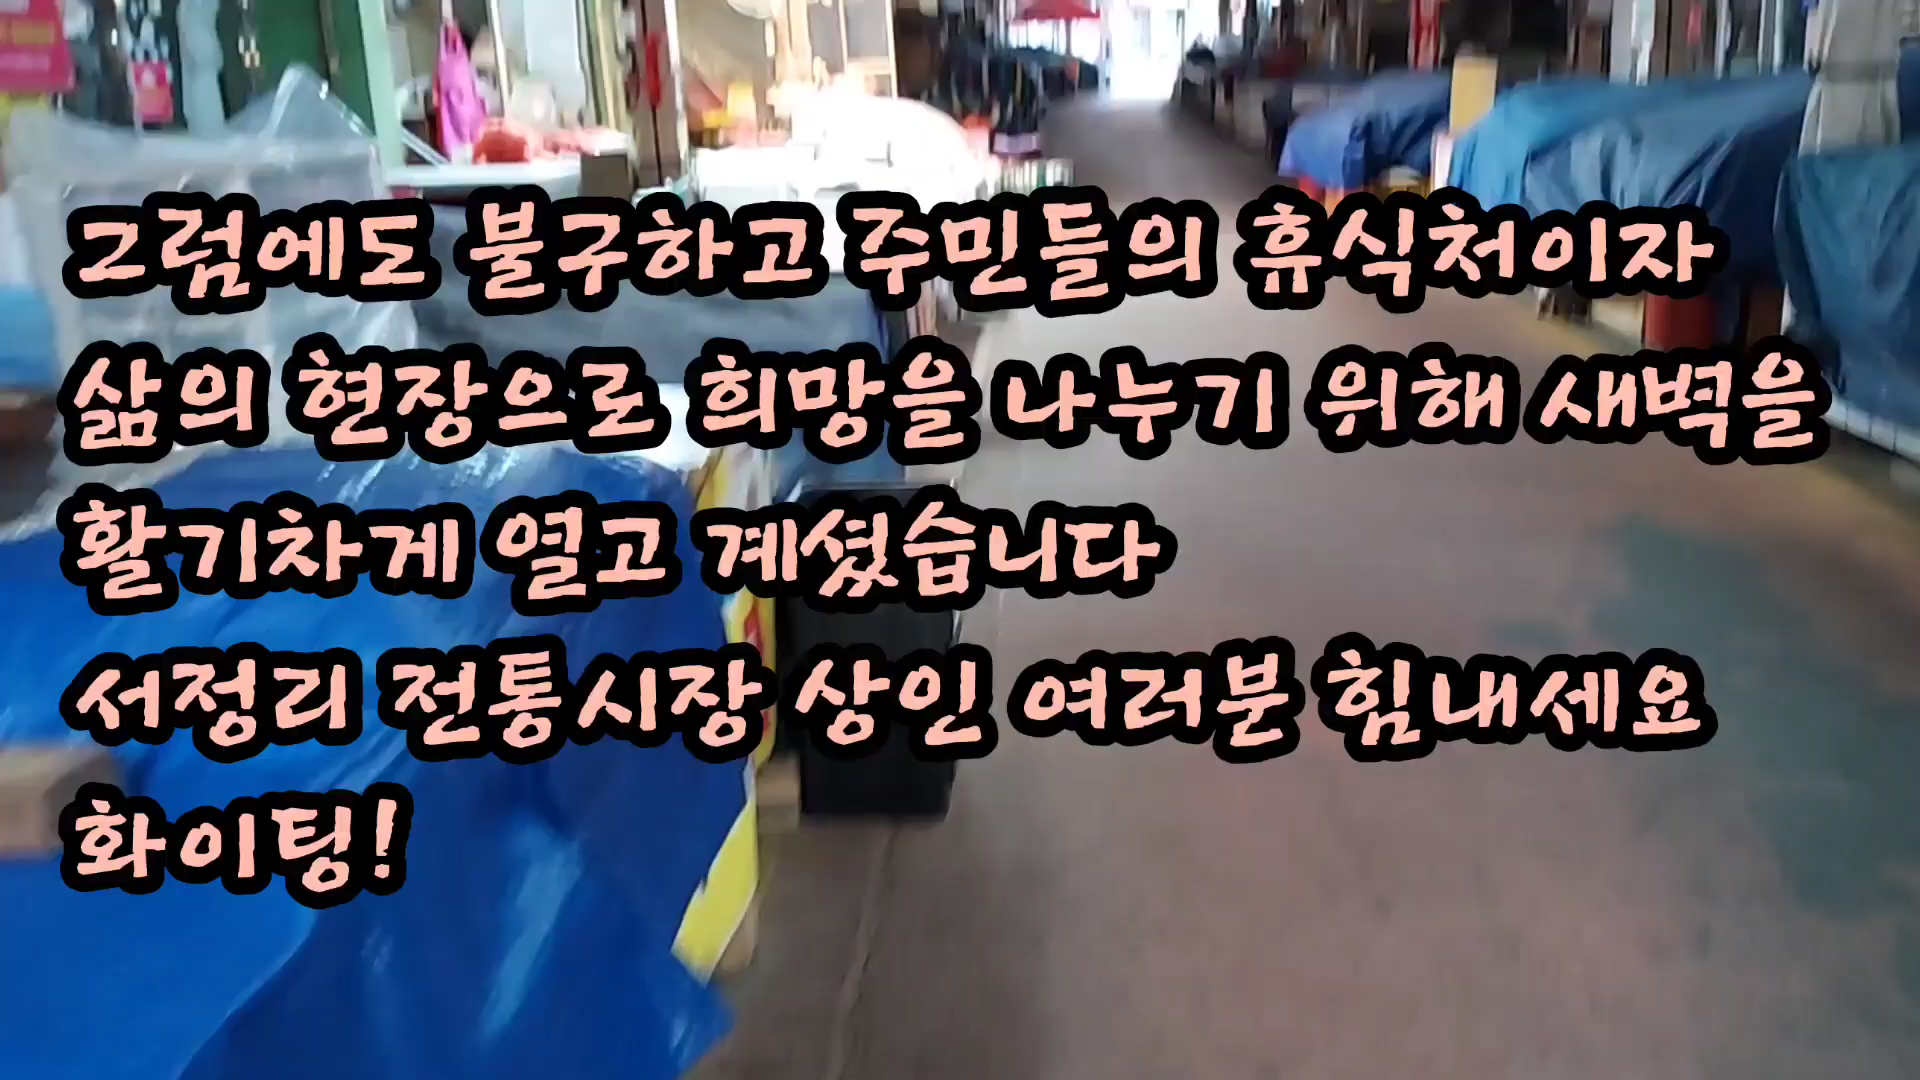 그럼에도 불구하고 주민들의 휴식처이자
삶의 현장으로 희망을 나누기 위해 새벽을
활기차게 열고 계셨습니다
서정리 전통시장 상인 여러분 힘내세요
화이팅!